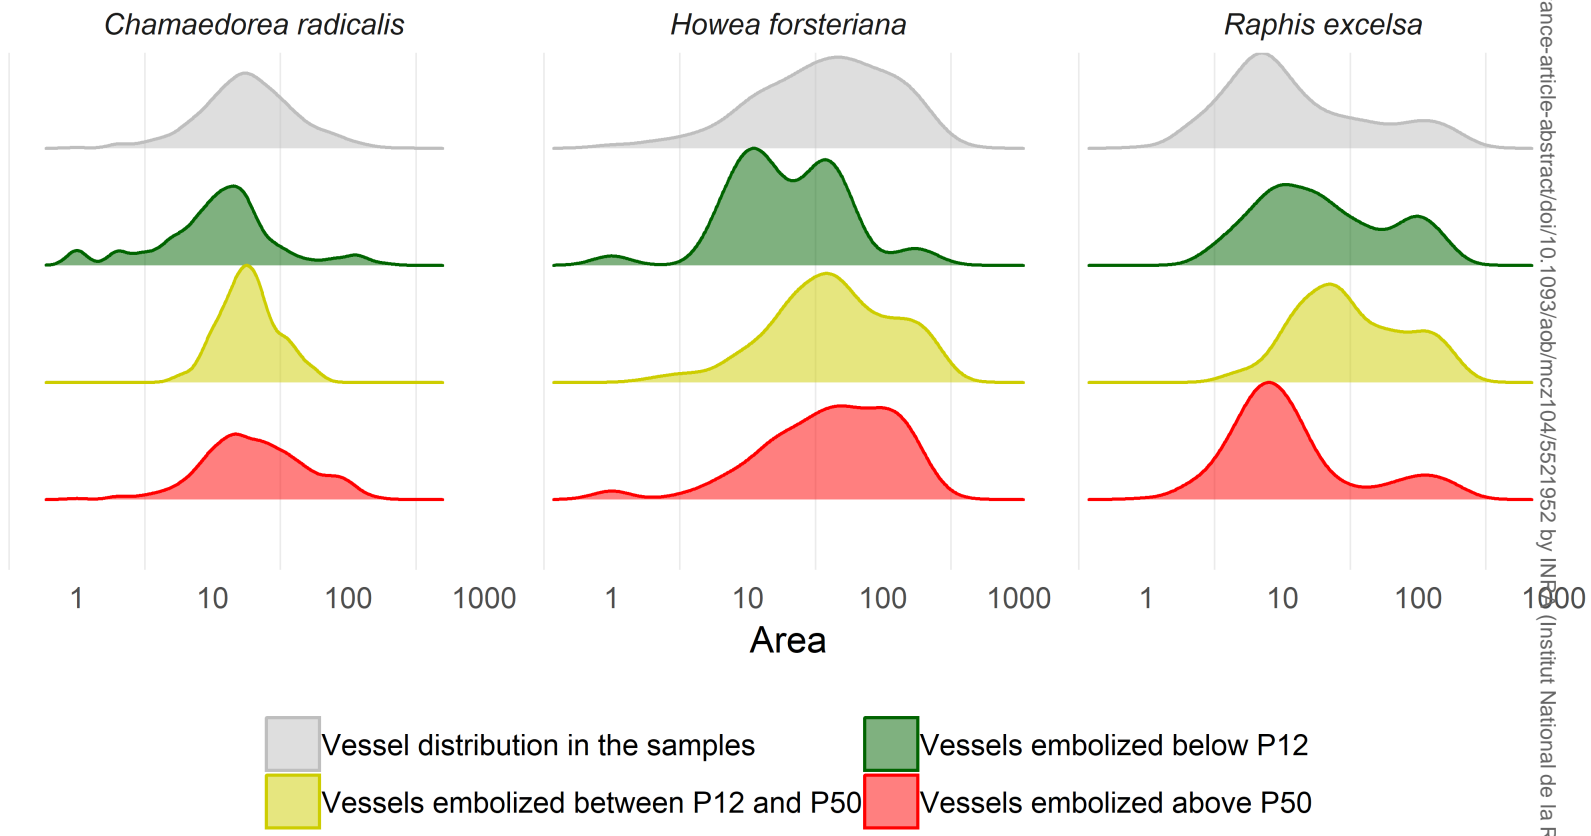 Chamaedorea radicalis
Howea forsteriana
Raphis excelsa
1 10 100 1000
1 10 100 1000
1 10 100 1000
Area
Vessel distribution in the samples
Vessels embolized below P12
Vessels embolized between P12 and P50
Vessels embolized above P50
ance-article-abstract/doi/10.1093/aob/mcz104/5521952 by INRA (Institut National de la R